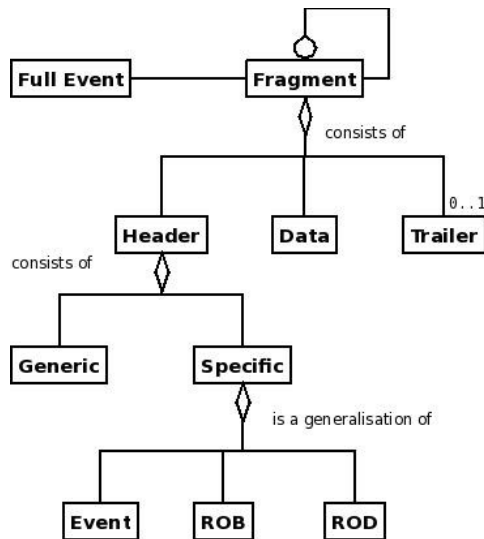 Full Event
Fragment
consists of
0..1
Header
Data
Trailer
consists of
Generic
Specific
is a generalisation of
Event
ROB
ROD